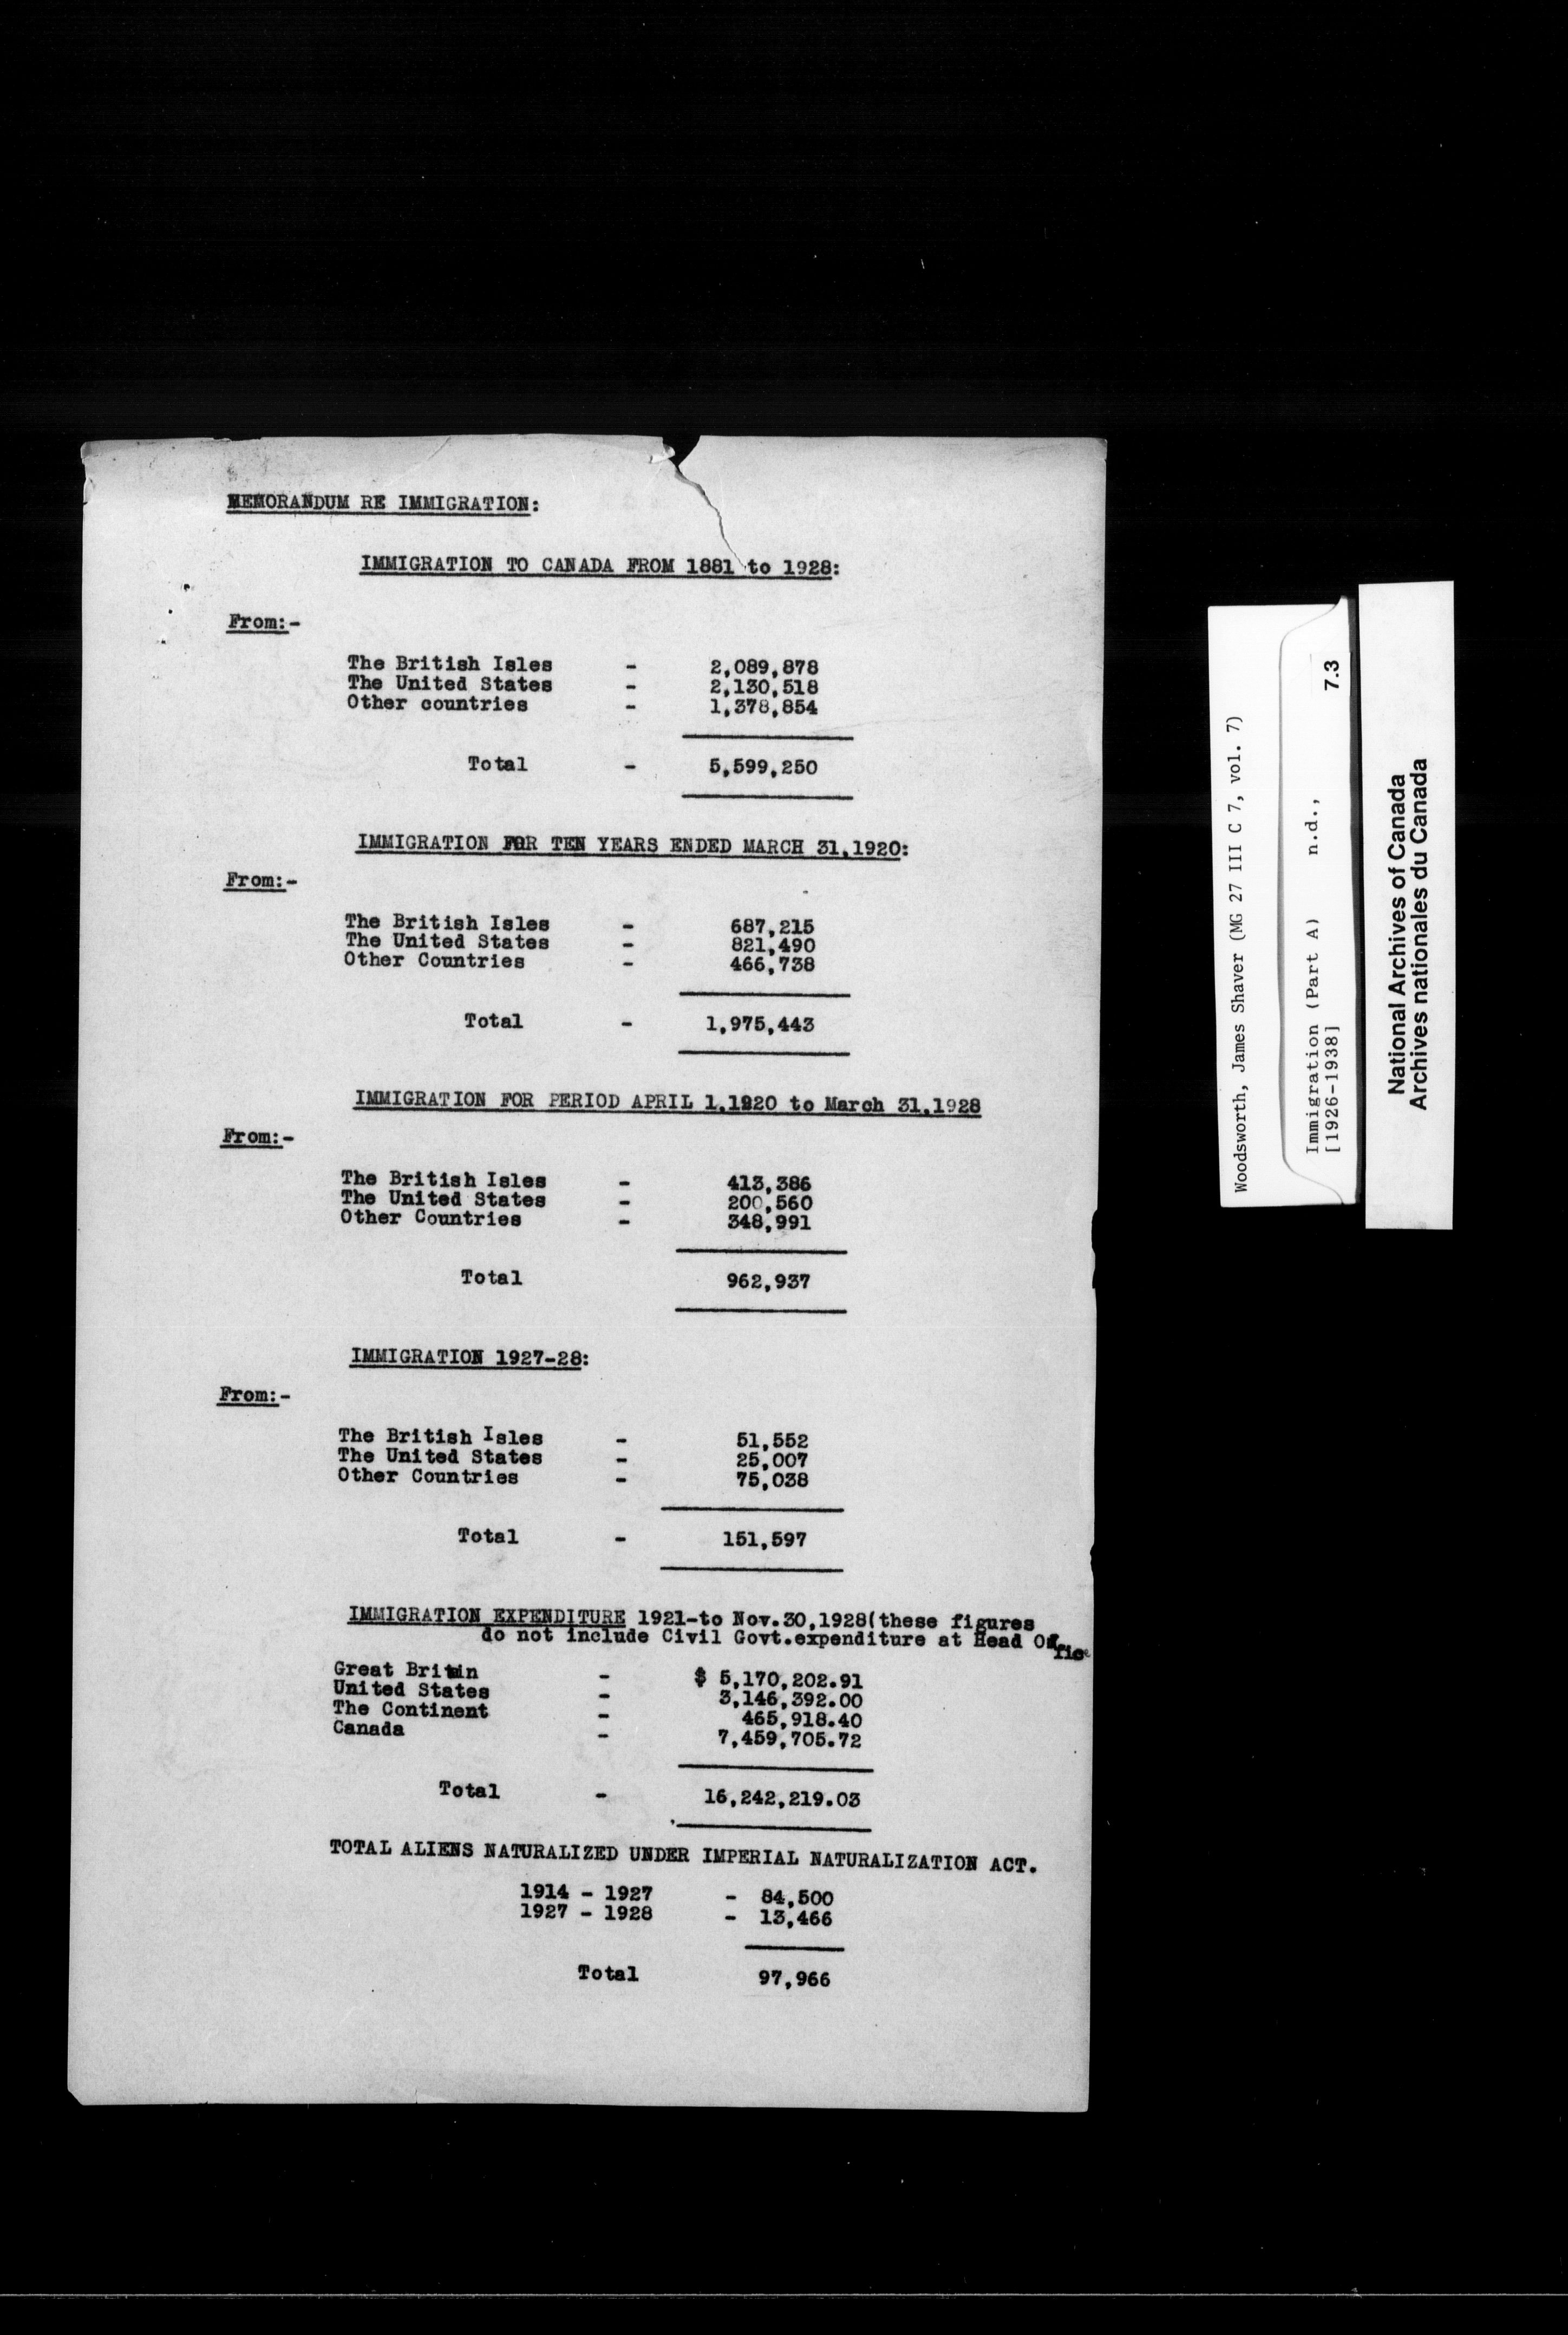 MEMORANDUM RE IMMIGRATION:
IMMIGRATION TO CANADA FROM 1881 to 1928:
From:-
The British Isles - 2,089,878
The United States - 2,130,518
Other countries - 1,378,854
Total - 5,599,250
IMMIGRATION FOR TEN YEARS ENDED MARCH 31,1920:
From:-
The British Isles - 687,215
The United States - 821,490
Other Countries - 466,738
Total - 1,975,443
IMMIGRATION FOR PERIOD APRIL 1,1920 to March 31,1928
From:-
The British Isles - 413,386
The United States - 200,560
Other Countries - 348,991
Total 962,937
IMMIGRATION 1927-28:
From:-
The British Isles - 51,552
The United States - 25,007
Other Countries - 75,038
Total - 151,597
IMMIGRATION EXPENDITURE 1921-to Nov.30,1928(these figures
do not include Civil Govt.expenditure at Head Office
Great Britain - $ 5,170,202.91
United States - 3,146,392.00
The Continent - 465,918.40
Canada - 7,459,705.72
Total - 16,242,219.03
TOTAL ALIENS NATURALIZED UNDER IMPERIAL NATURALIZATION ACT.
1914 - 1927 - 84,500
1927 - 1928 - 13,466
Total 97,966
Woodsworth, James Shaver (MG 27 III C 7, vol. 7)
Immigration (Part A) n.d., 7.3
[1926-1938]
National Archives of Canada
Archives nationales du Canada